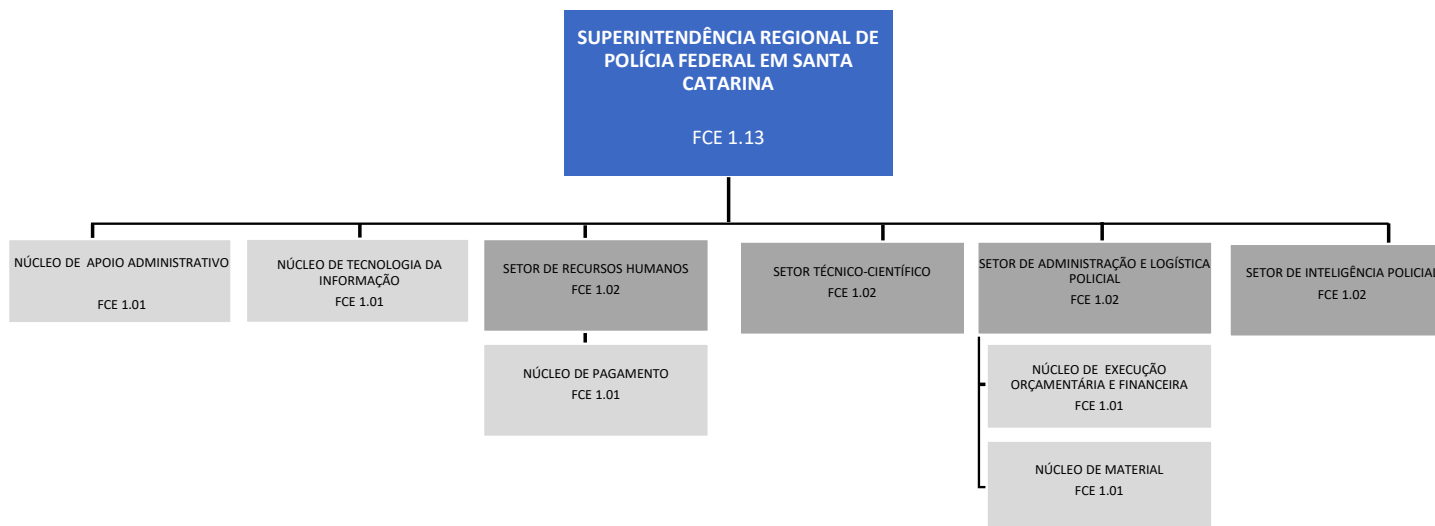 SUPERINTENDÊNCIA REGIONAL DE
POLÍCIA FEDERAL EM SANTA
CATARINA
FCE 1.13
NÚCLEO DE APOIO ADMINISTRATIVO
FCE 1.01
NÚCLEO DE TECNOLOGIA DA
INFORMAÇÃO
FCE 1.01
SETOR DE RECURSOS HUMANOS
FCE 1.02
SETOR TÉCNICO-CIENTÍFICO
FCE 1.02
SETOR DE ADMINISTRAÇÃO E LOGÍSTICA
POLICIAL
FCE 1.02
SETOR DE INTELIGÊNCIA POLICIAL
FCE 1.02
NÚCLEO DE PAGAMENTO
FCE 1.01
NÚCLEO DE EXECUÇÃO
ORÇAMENTÁRIA E FINANCEIRA
FCE 1.01
NÚCLEO DE MATERIAL
FCE 1.01